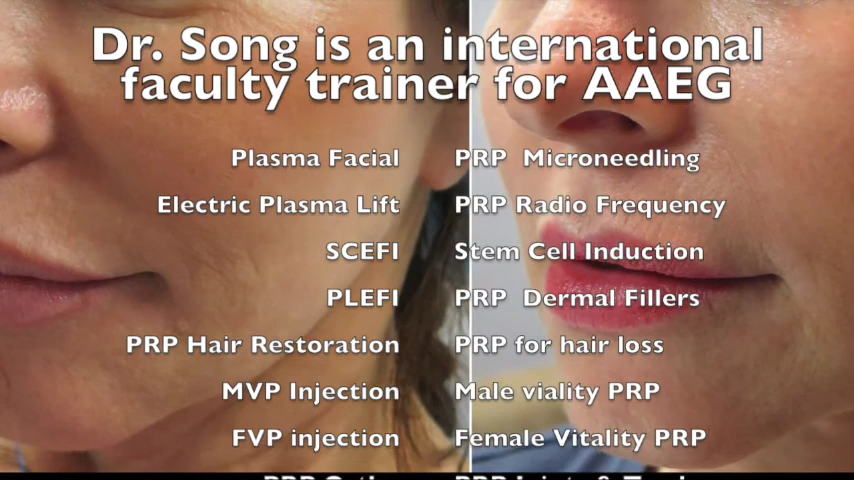 Dr. Song is an international
faculty trainer for AAEG
Plasma Facial PRP Microneedling
Electric Plasma Lift PRP Radio Frequency
SCEFI Stem Cell Induction
PLEFI PRP Dermal Fillers
PRP Hair Restoration PRP for hair loss
MVP Injection Male viality PRP
FVP injection Female Vitality PRP